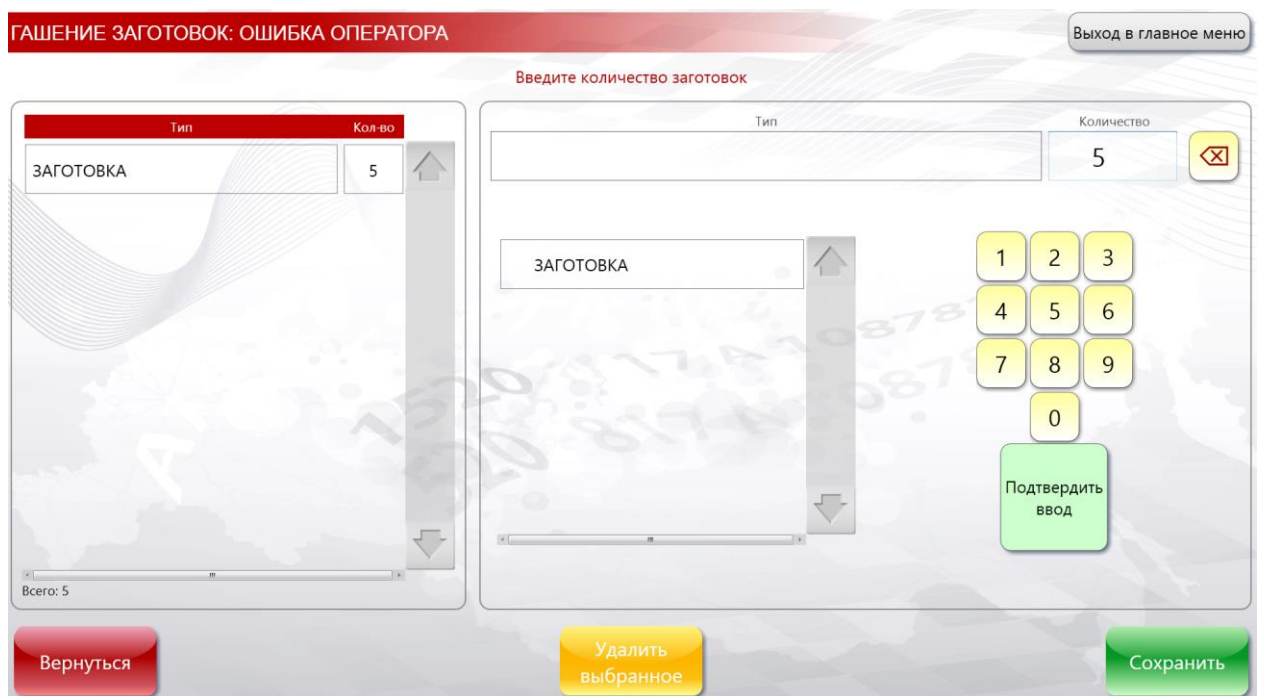 ГАШЕНИЕ ЗАГОТОВОК: ОШИБКА ОПЕРАТОРА
Выход в главное меню
Введите количество заготовок
Тип Кол-во
ЗАГОТОВКА 5
Всего: 5
Тип Количество
5
ЗАГОТОВКА
1 2 3
4 5 6
7 8 9
0
Подтвердить
ввод
Вернуться
Удалить
выбранное
Сохранить